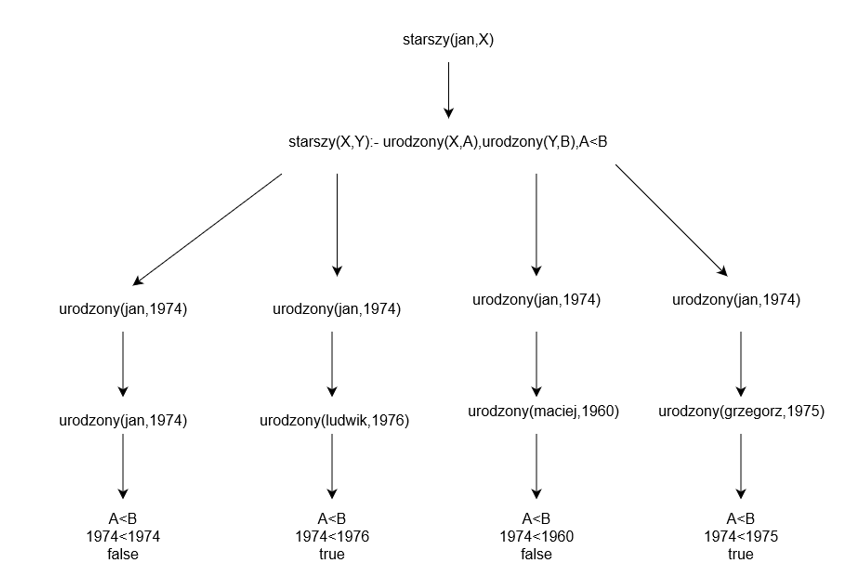 starszy(jan,X)
starszy(X,Y):- urodzony(X,A),urodzony(Y,B),A<B
urodzony(jan,1974)
urodzony(jan,1974)
urodzony(jan,1974)
urodzony(jan,1974)
urodzony(jan,1974)
urodzony(ludwik,1976)
urodzony(maciej,1960)
urodzony(grzegorz,1975)
A<B
1974<1974
false
A<B
1974<1976
true
A<B
1974<1960
false
A<B
1974<1975
true